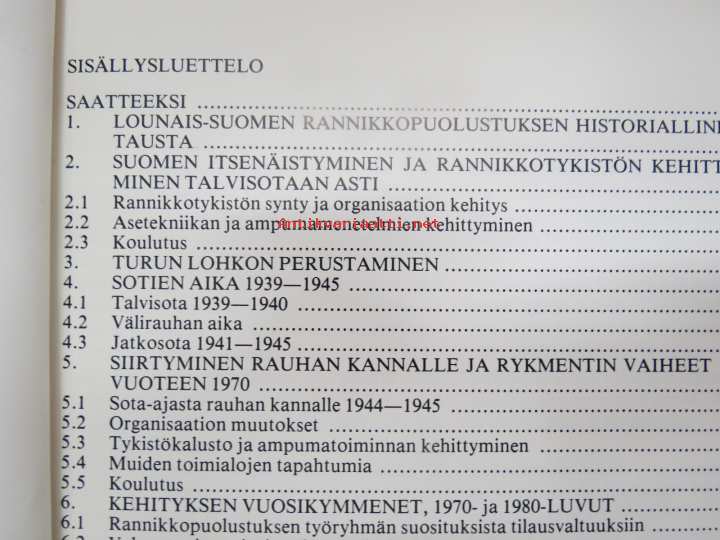 SISÄLLYSLUETTELO
SAATTEEKSI
1. LOUNAIS-SUOMEN RANNIKKOPUOLUSTUKSEN HISTORIALLINE
TAUSTA
2. SUOMEN ITSENÄISTYMINEN JA RANNIKKOTYKISTÖN KEHITT
MINEN TALVISOTAAN ASTI
2.1 Rannikkotykistön synty ja organisaation kehitys
2.2 Asetekniikan ja ampumamenetelmien kehittyminen
2.3 Koulutus
3. TURUN LOHKON PERUSTAMINEN
4. SOTIEN AIKA 1939—1945
4.1 Talvisota 1939—1940
4.2 Välirauhan aika
4.3 Jatkosota 1941—1945
5. SIIRTYMINEN RAUHAN KANNALLE JA RYKMENTIN VAIHEET
VUOTEEN 1970
5.1 Sota-ajasta rauhan kannalle 1944—1945
5.2 Organisaation muutokset
5.3 Tykistökalusto ja ampumatoiminnan kehittyminen
5.4 Muiden toimialojen tapahtumia
5.5 Koulutus
6. KEHITYKSEN VUOSIKYMMENET, 1970- ja 1980-LUVUT
6.1 Rannikkopuolustuksen työryhmän suosituksista tilausvaltuuksiin